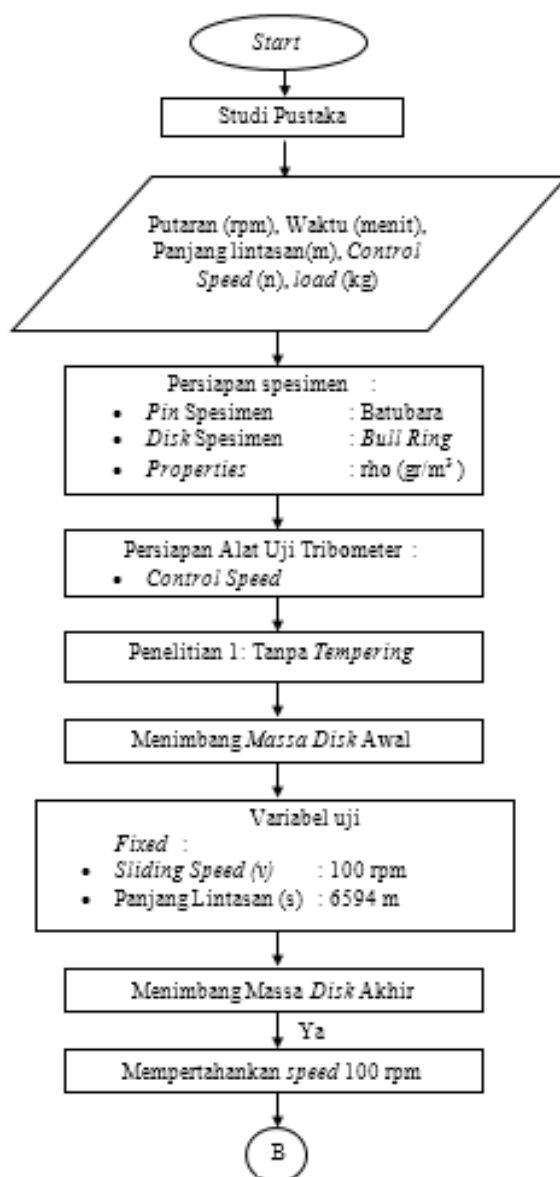 Start
Studi Pustaka
Putaran (rpm), Waktu (menit),
Panjang lintasan(m), Control
Speed (n), load (kg)
Persiapan spesimen :
• Pin Spesimen : Batubara
• Disk Spesimen : Bull Ring
• Properties : rho (gr/m³)
Persiapan Alat Uji Tribometer :
• Control Speed
Penelitian 1: Tanpa Tempering
Menimbang Massa Disk Awal
Variabel uji
Fixed :
• Sliding Speed (v) : 100 rpm
• Panjang Lintasan (s) : 6594 m
Menimbang Massa Disk Akhir
Ya
Mempertahankan speed 100 rpm
B